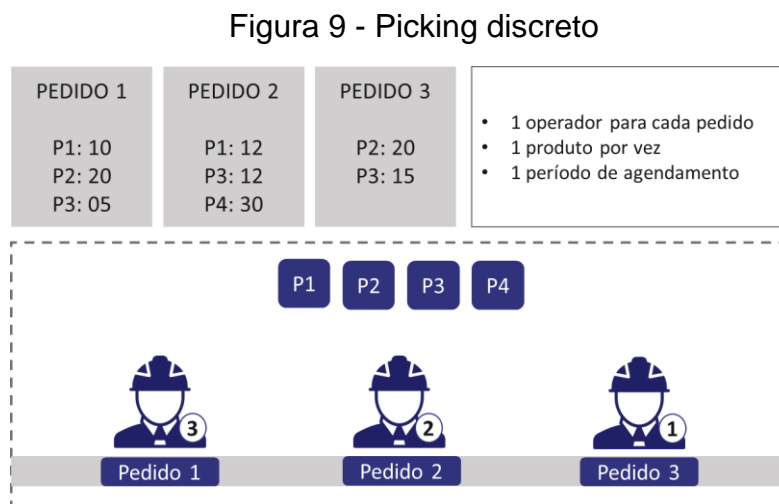 Figura 9 - Picking discreto
PEDIDO 1
P1: 10
P2: 20
P3: 05
PEDIDO 2
P1: 12
P3: 12
P4: 30
PEDIDO 3
P2: 20
P3: 15
• 1 operador para cada pedido
• 1 produto por vez
• 1 período de agendamento
P1 P2 P3 P4
3 2 1
Pedido 1 Pedido 2 Pedido 3